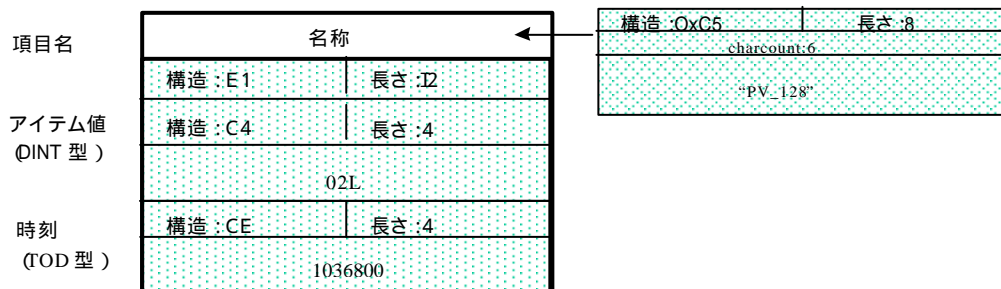 項目名
名称
構造:0xC5 長さ:8
charcount:6
“PV_128”
構造:E1 長さ:12
アイテム値
(DINT 型)
構造:C4 長さ:4
02L
時刻
(TOD 型)
構造:CE 長さ:4
1036800